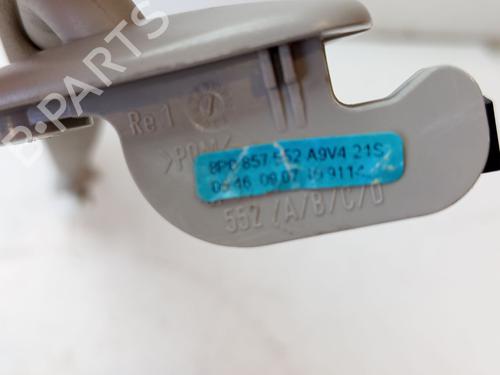 B-PARTS
Re 1
>POM<
8P0 857 552 A9V4 21S
552 /A/B/C/D